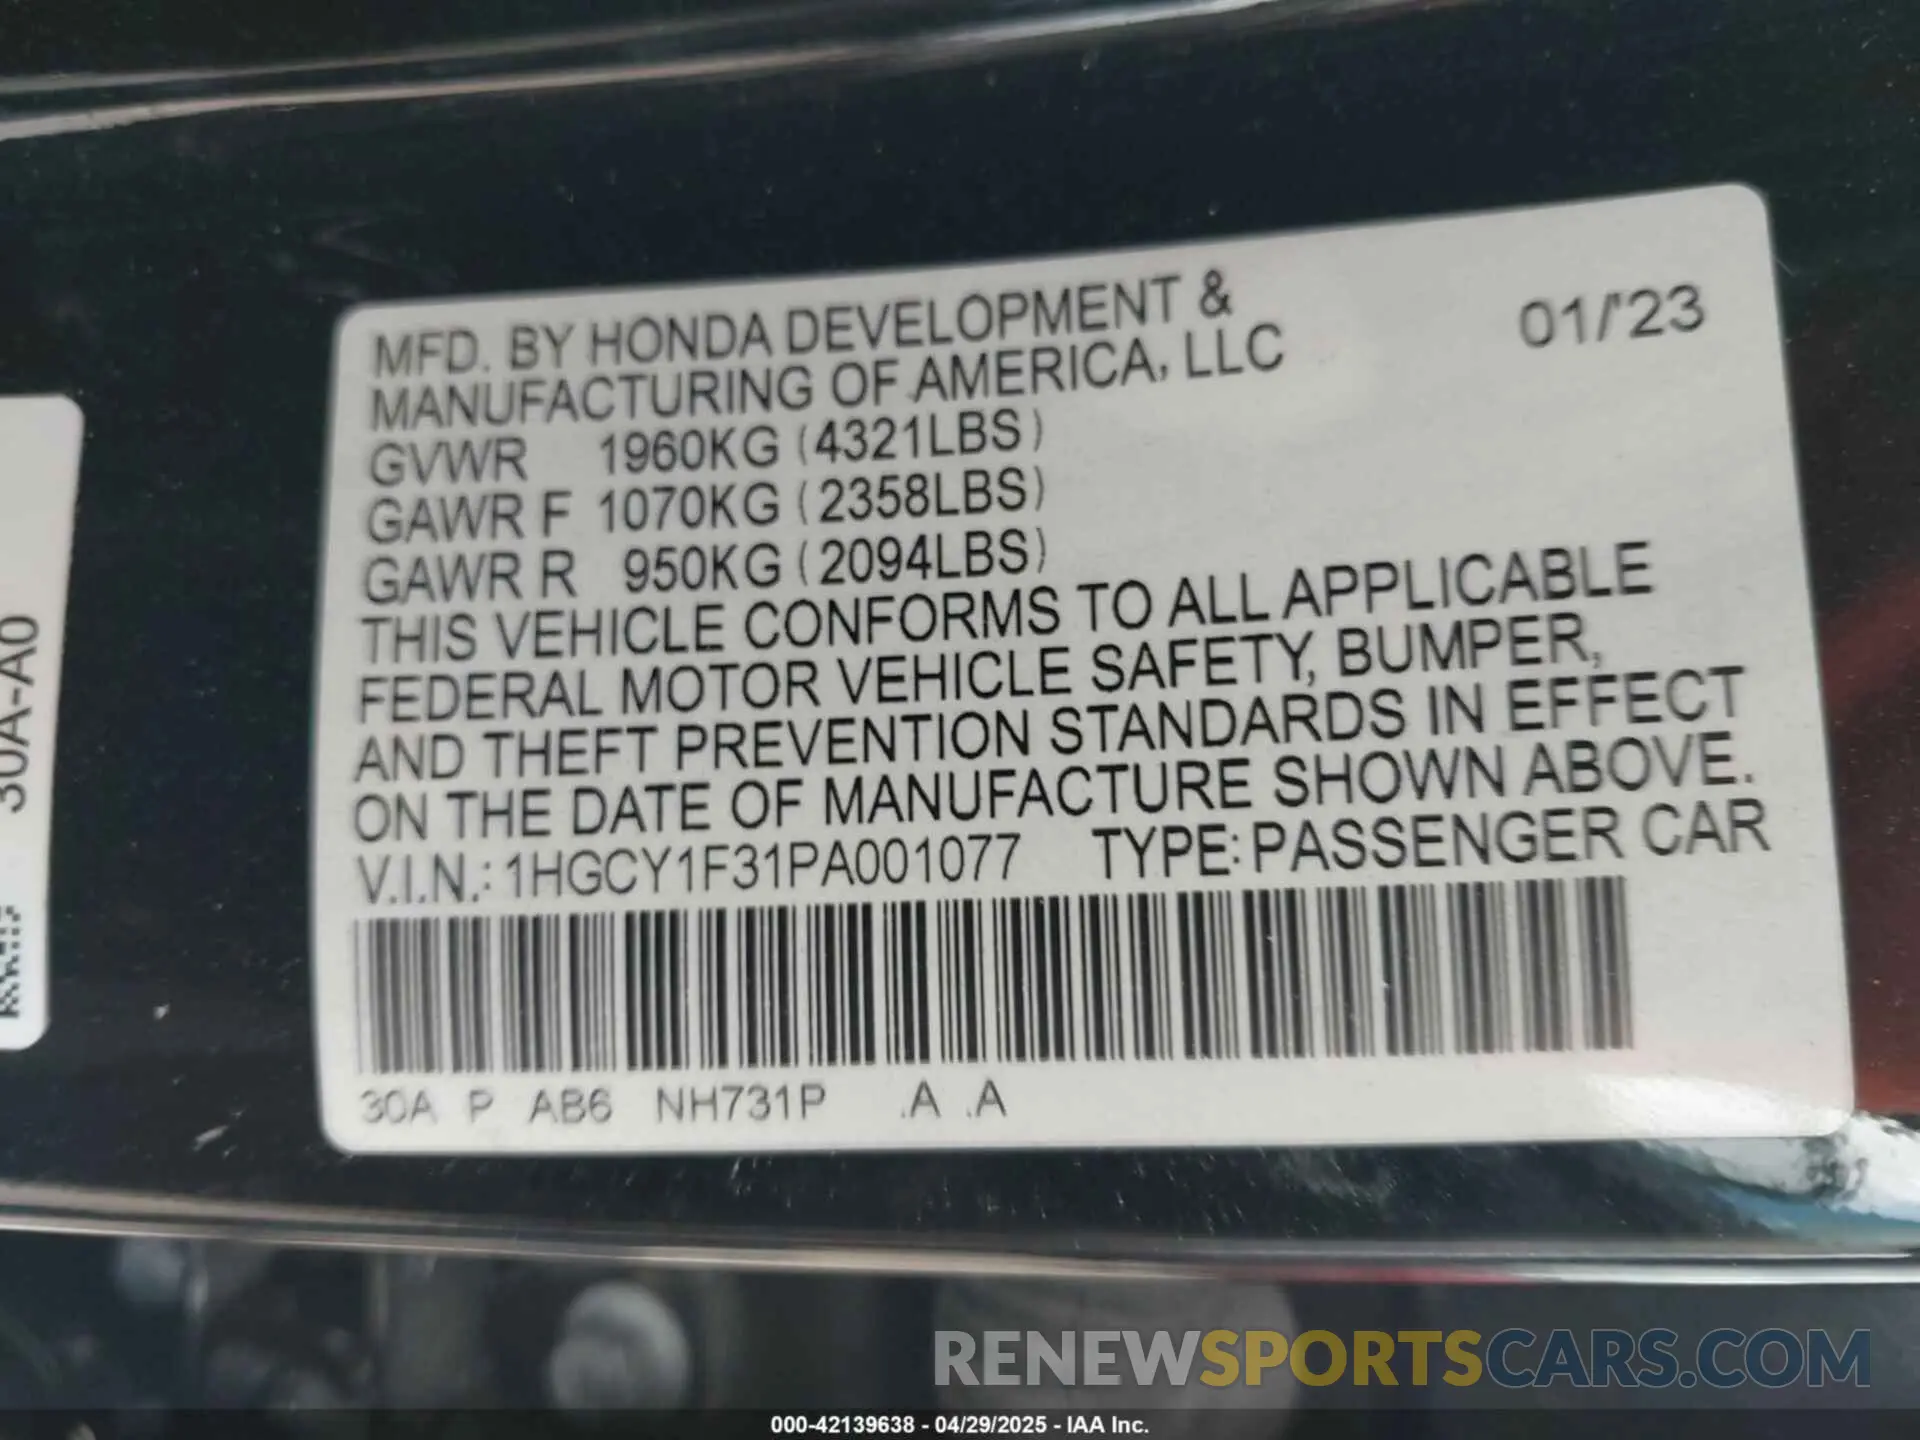 MFD. BY HONDA DEVELOPMENT & 01/'23
MANUFACTURING OF AMERICA, LLC
GVWR 1960KG (4321LBS)
GAWR F 1070KG (2358LBS)
GAWR R 950KG (2094LBS)
THIS VEHICLE CONFORMS TO ALL APPLICABLE
FEDERAL MOTOR VEHICLE SAFETY, BUMPER,
AND THEFT PREVENTION STANDARDS IN EFFECT
ON THE DATE OF MANUFACTURE SHOWN ABOVE.
V.I.N.: 1HGCY1F31PA001077 TYPE: PASSENGER CAR
30A P AB6 NH731P .A .A
30A-A0
RENEWSPORTSCARS.COM
000-42139638 - 04/29/2025 - IAA Inc.